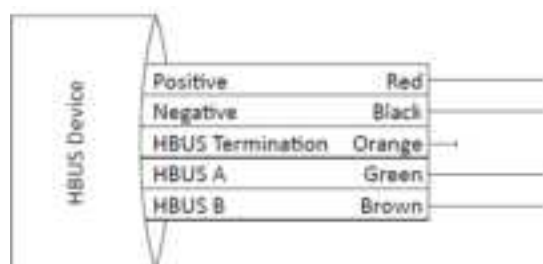 HBUS Device
Positive Red
Negative Black
HBUS Termination Orange
HBUS A Green
HBUS B Brown